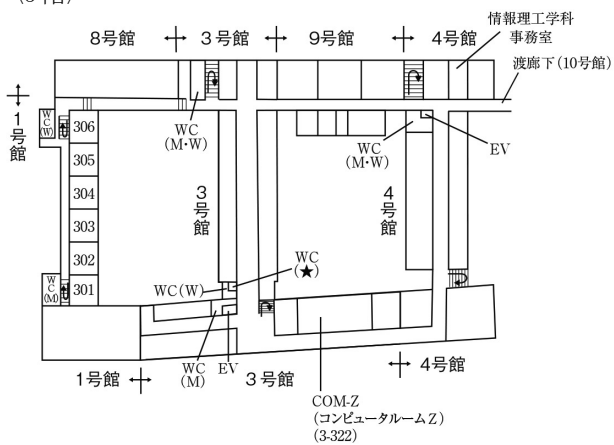 情報理工学科
事務室
8号館
3号館
9号館
4号館
渡廊下(10号館)
1号館
WC
(W)
306
305
304
303
302
301
WC
(M)
WC
(M・W)
WC
(M・W)
EV
3号館
4号館
WC
(★)
WC(W)
WC
(M)
EV
1号館
3号館
4号館
COM-Z
(コンピュータルームZ)
(3-322)